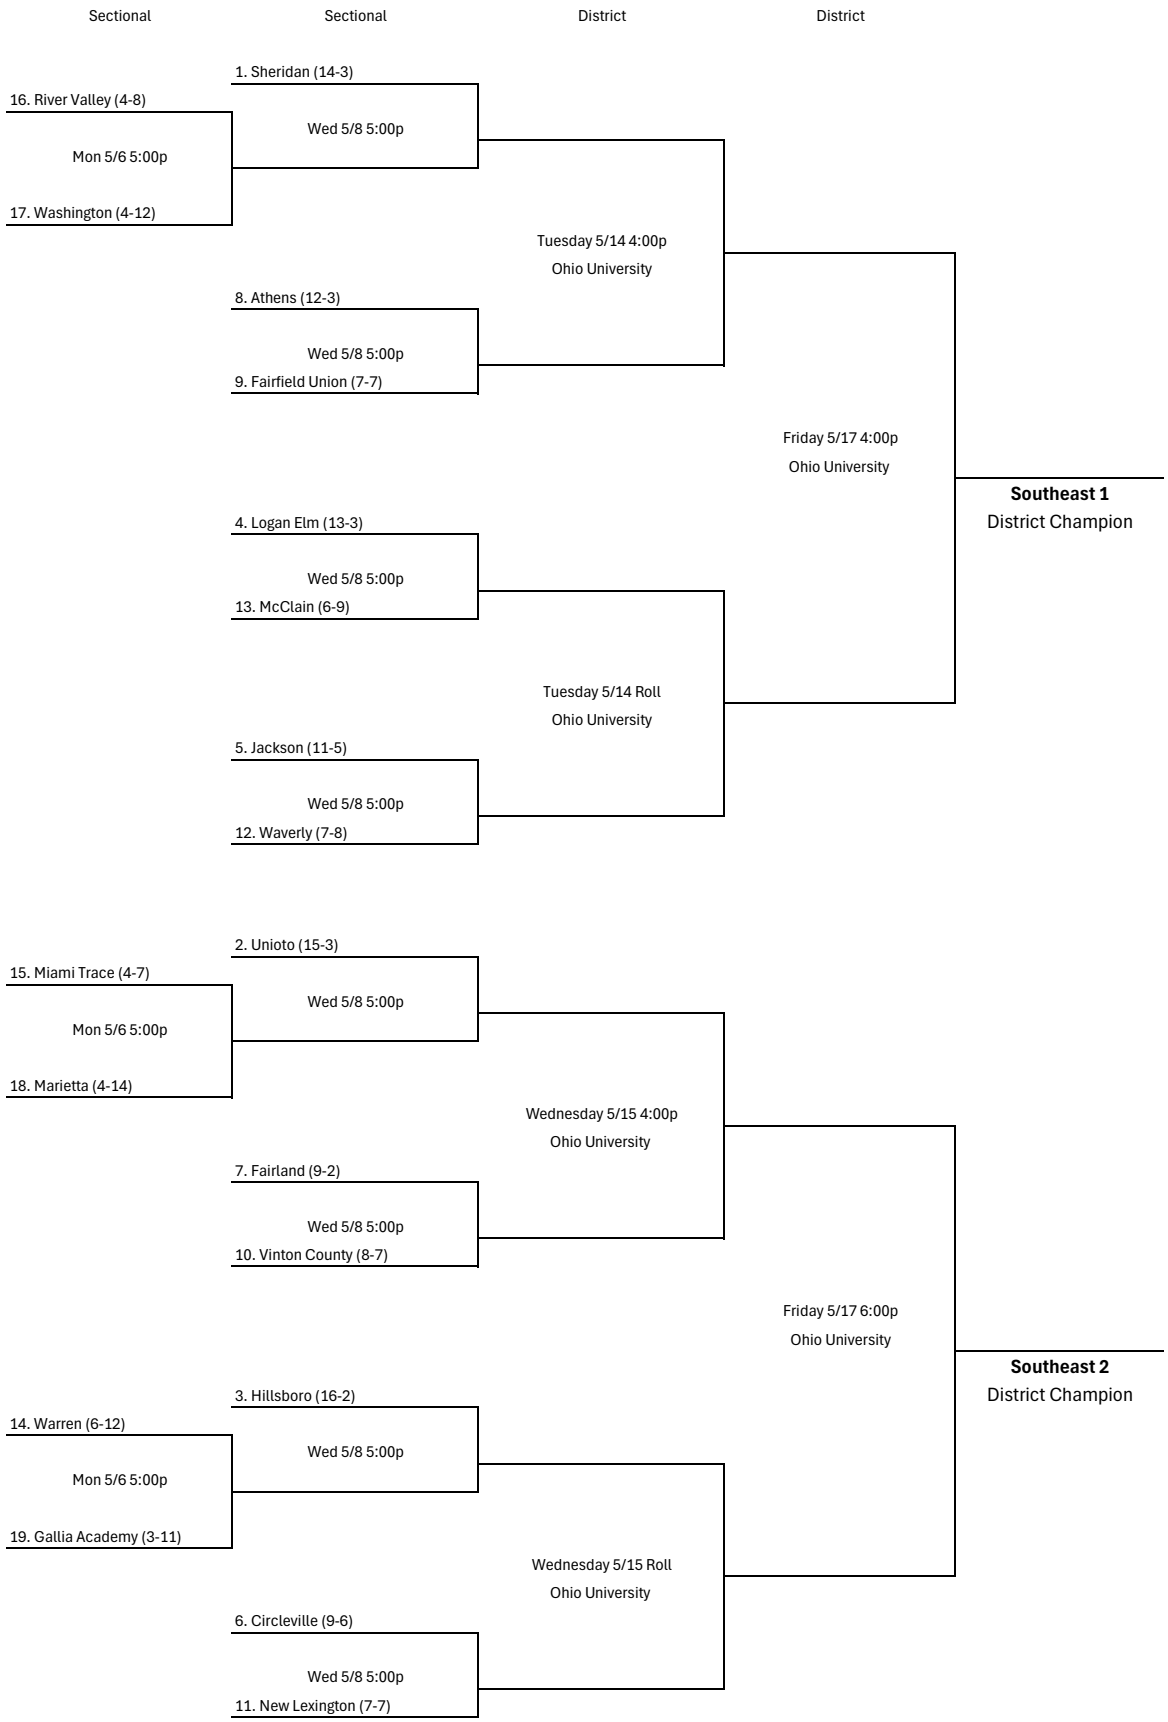 Sectional
Sectional
District
District
1. Sheridan (14-3)
16. River Valley (4-8)
Wed 5/8 5:00p
Mon 5/6 5:00p
17. Washington (4-12)
Tuesday 5/14 4:00p
Ohio University
8. Athens (12-3)
Wed 5/8 5:00p
9. Fairfield Union (7-7)
Friday 5/17 4:00p
Ohio University
Southeast 1
District Champion
4. Logan Elm (13-3)
Wed 5/8 5:00p
13. McClain (6-9)
Tuesday 5/14 Roll
Ohio University
5. Jackson (11-5)
Wed 5/8 5:00p
12. Waverly (7-8)
2. Unioto (15-3)
15. Miami Trace (4-7)
Wed 5/8 5:00p
Mon 5/6 5:00p
18. Marietta (4-14)
Wednesday 5/15 4:00p
Ohio University
7. Fairland (9-2)
Wed 5/8 5:00p
10. Vinton County (8-7)
Friday 5/17 6:00p
Ohio University
Southeast 2
District Champion
3. Hillsboro (16-2)
14. Warren (6-12)
Wed 5/8 5:00p
Mon 5/6 5:00p
19. Gallia Academy (3-11)
Wednesday 5/15 Roll
Ohio University
6. Circleville (9-6)
Wed 5/8 5:00p
11. New Lexington (7-7)